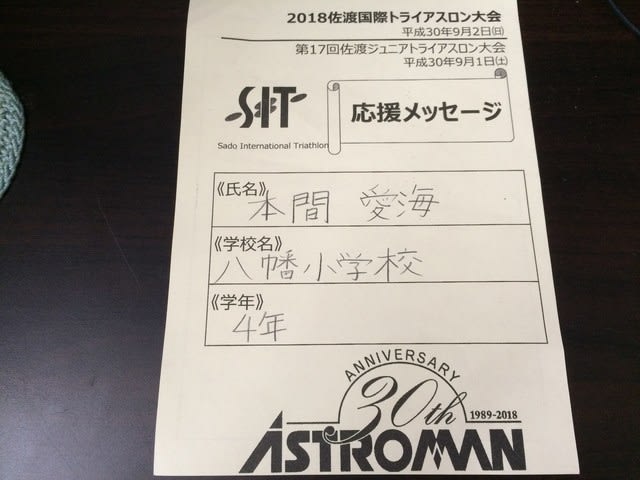 2018佐渡国際トライアスロン大会
平成30年9月2日㈰
第17回佐渡ジュニアトライアスロン大会
平成30年9月1日㈯
SIT
Sado International Triathlon
応援メッセージ
《氏名》
本間 愛海
《学校名》
八幡小学校
《学年》
4年
ANNIVERSARY
30th
1989-2018
ASTROMAN